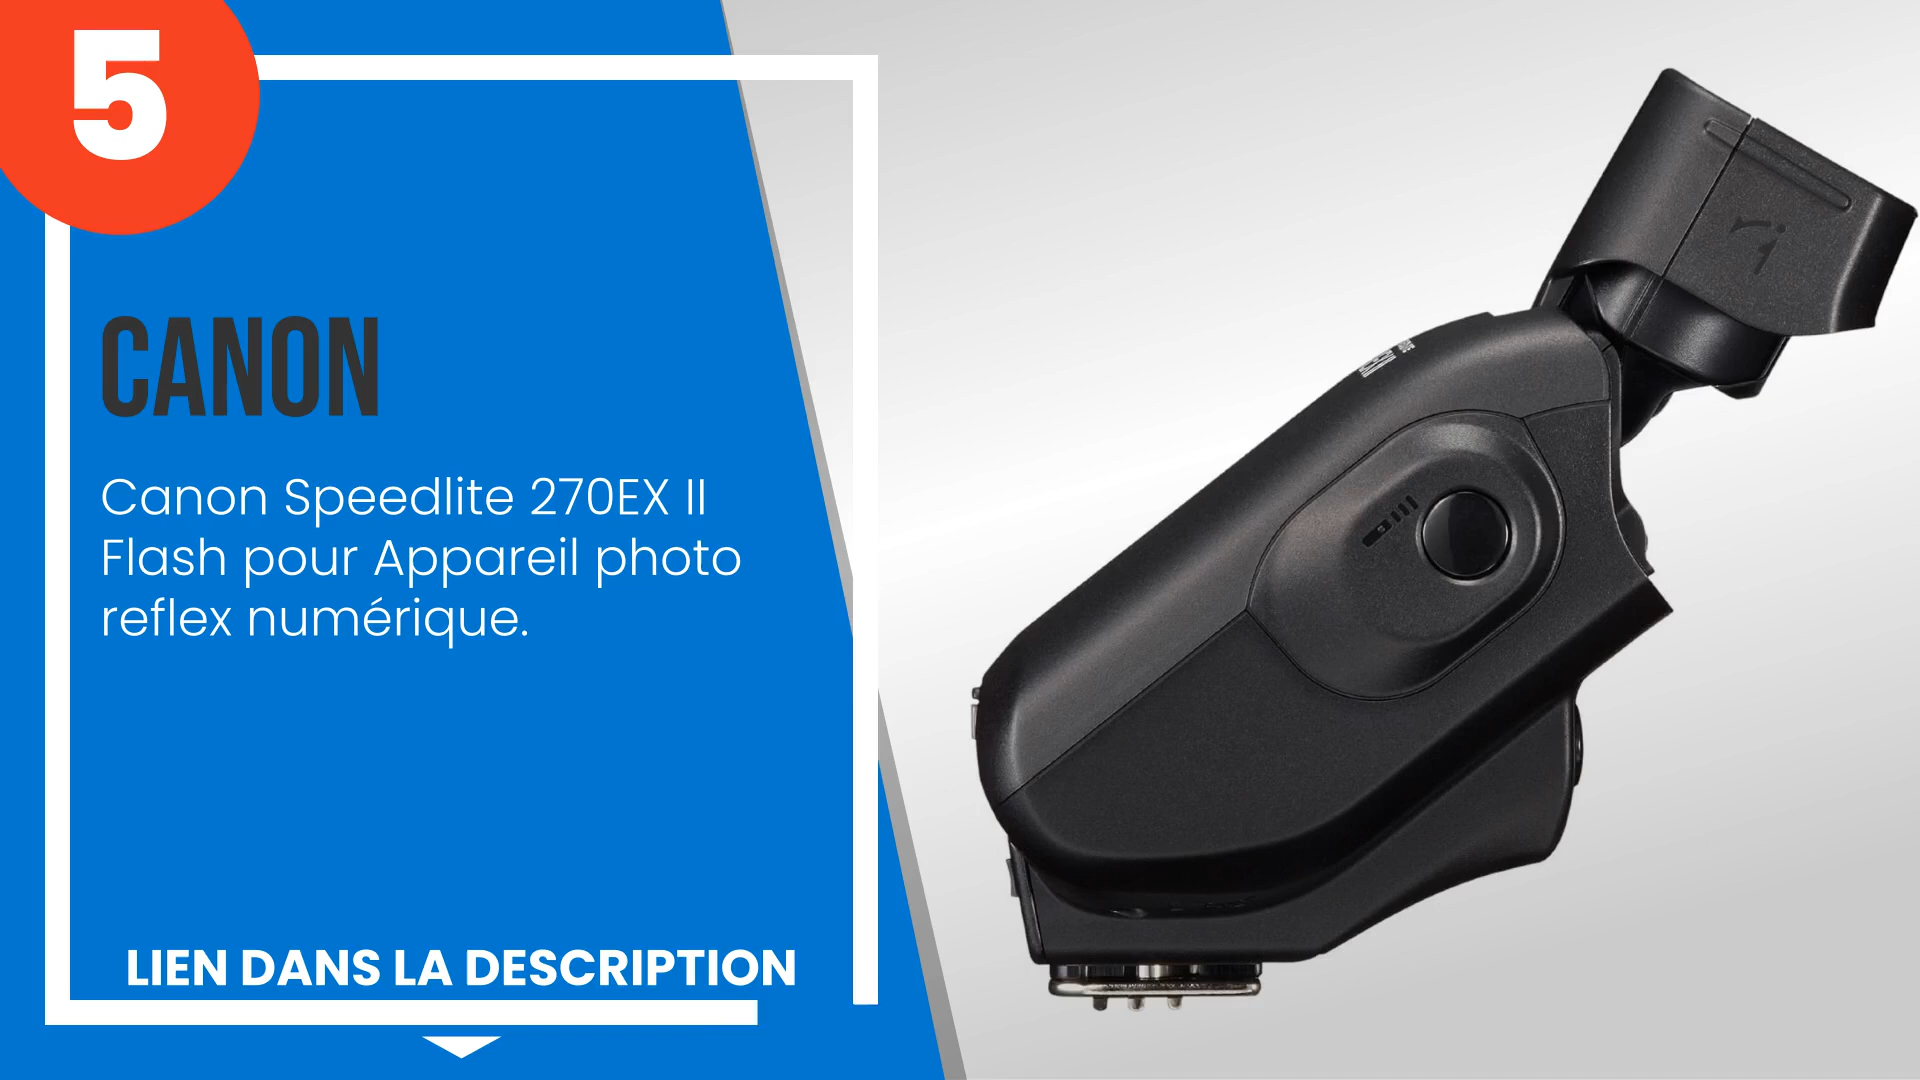 5
CANON
Canon Speedlite 270EX II
Flash pour Appareil photo
reflex numérique.
LIEN DANS LA DESCRIPTION